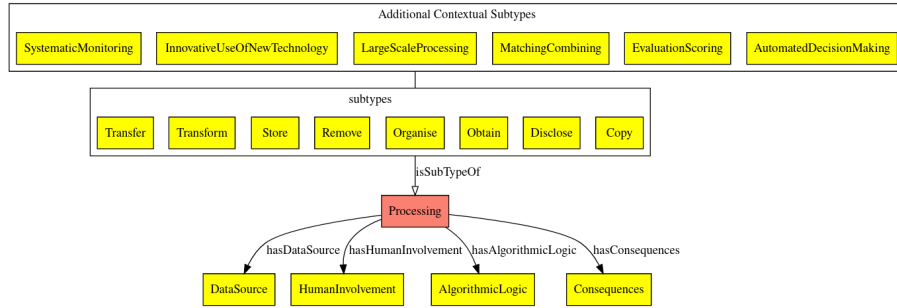 Additional Contextual Subtypes
SystematicMonitoring InnovativeUseOfNewTechnology LargeScaleProcessing MatchingCombining EvaluationScoring AutomatedDecisionMaking
subtypes
Transfer Transform Store Remove Organise Obtain Disclose Copy
isSubTypeOf
Processing
hasDataSource hasHumanInvolvement hasAlgorithmicLogic hasConsequences
DataSource HumanInvolvement AlgorithmicLogic Consequences